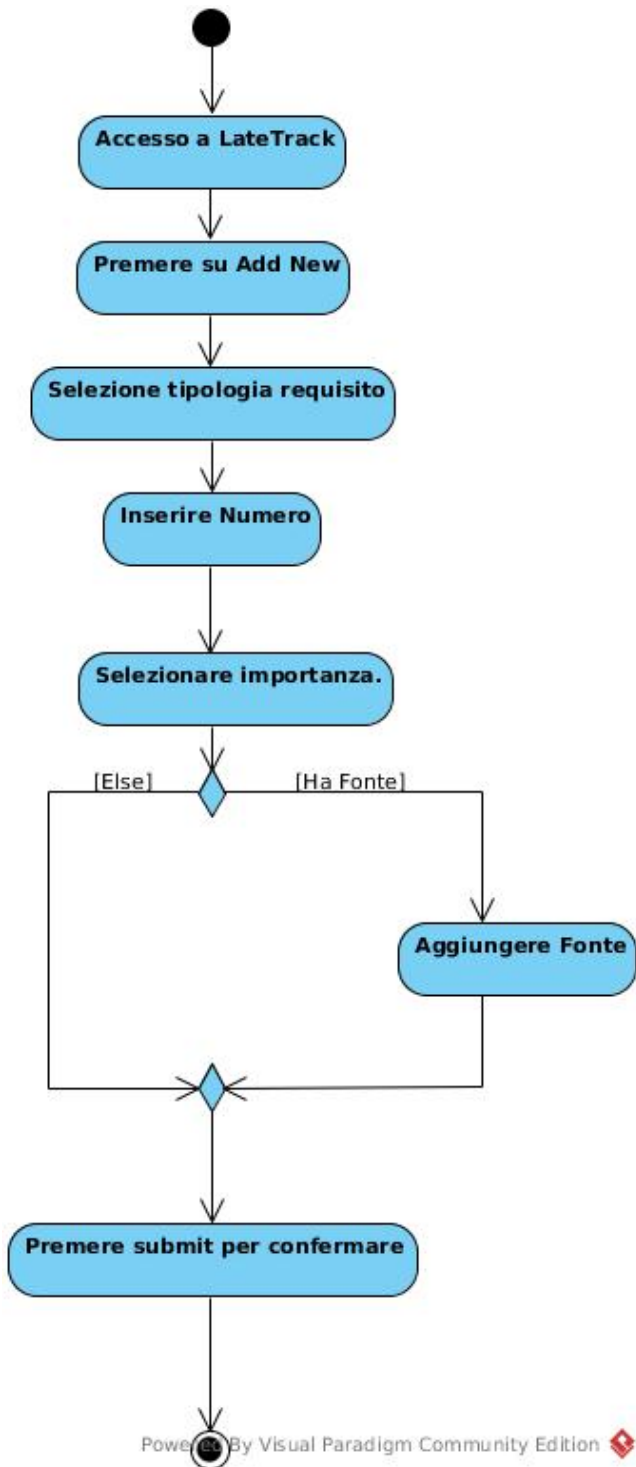 Accesso a LateTrack
Premere su Add New
Selezione tipologia requisito
Inserire Numero
Selezionare importanza.
[Else]
[Ha Fonte]
Aggiungere Fonte
Premere submit per confermare
Powered By Visual Paradigm Community Edition